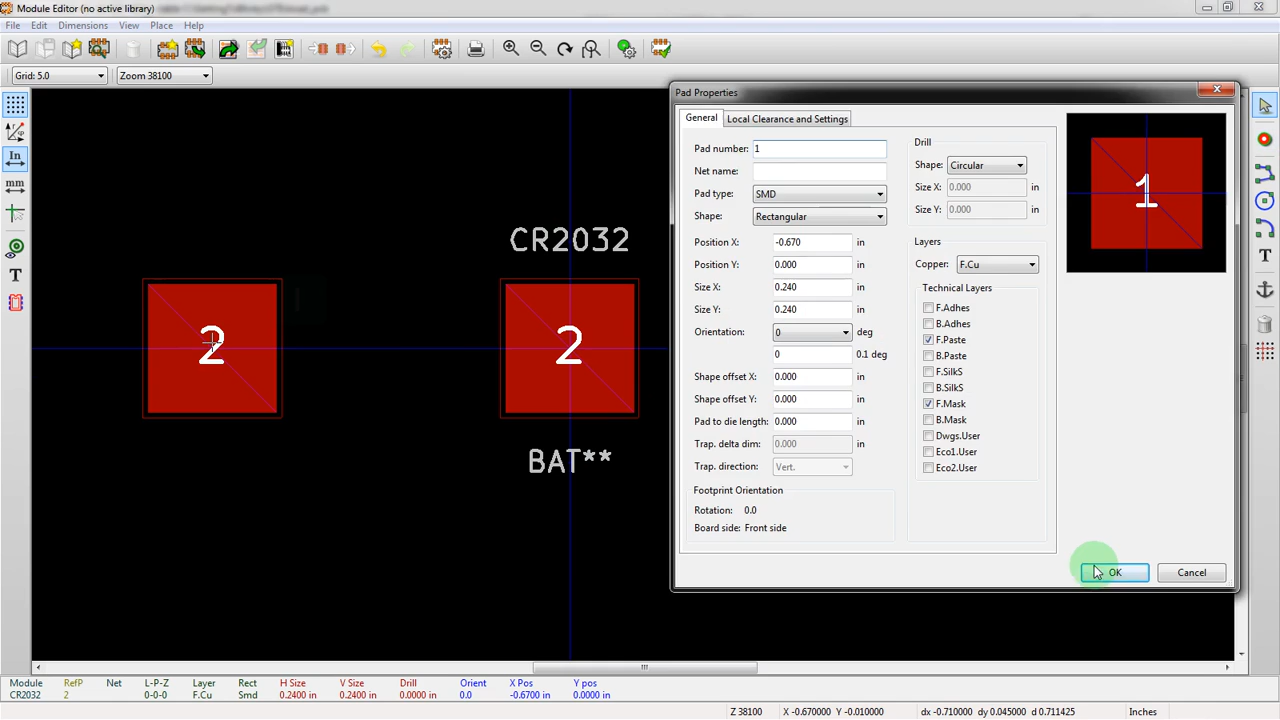 Module Editor (no active library)
File Edit Dimensions View Place Help
Grid: 5.0 Zoom 38100
In
mm
T
T
CR2032
2
2
BAT**
Pad Properties
General Local Clearance and Settings
Pad number: 1
Net name:
Pad type: SMD
Shape: Rectangular
Position X: -0.670 in
Position Y: 0.000 in
Size X: 0.240 in
Size Y: 0.240 in
Orientation: 0 deg
0 0.1 deg
Shape offset X: 0.000 in
Shape offset Y: 0.000 in
Pad to die length: 0.000 in
Trap. delta dim: 0.000 in
Trap. direction: Vert.
Footprint Orientation
Rotation: 0.0
Board side: Front side
Drill
Shape: Circular
Size X: 0.000 in
Size Y: 0.000 in
Layers
Copper: F.Cu
Technical Layers
F.Adhes
B.Adhes
F.Paste
B.Paste
F.SilkS
B.SilkS
F.Mask
B.Mask
Dwgs.User
Eco1.User
Eco2.User
1
OK Cancel
Module RefP Net L-P-Z Layer Rect H Size V Size Drill Orient X Pos Y pos
CR2032 2 0-0-0 F.Cu Smd 0.2400 in 0.2400 in 0.0000 in 0.0 -0.6700 in 0.0000 in
Z 38100 X -0.670000 Y -0.010000 dx -0.710000 dy 0.045000 d 0.711425 Inches